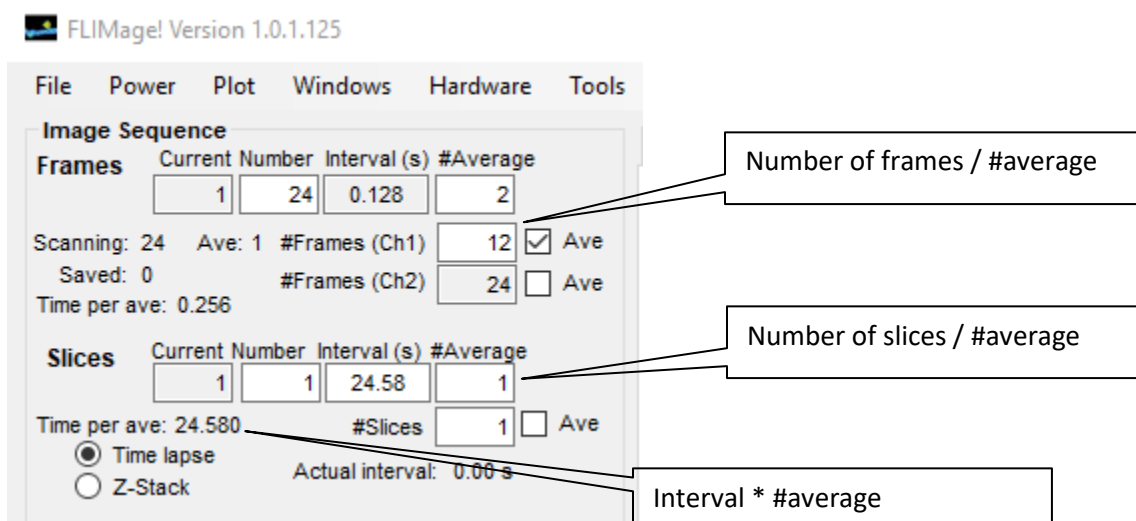 FLIMage! Version 1.0.1.125
File Power Plot Windows Hardware Tools
Image Sequence
Frames Current Number Interval (s) #Average
1 24 0.128 2
Number of frames / #average
Scanning: 24 Ave: 1 #Frames (Ch1) 12 Ave
Saved: 0 #Frames (Ch2) 24 Ave
Time per ave: 0.256
Number of slices / #average
Slices Current Number Interval (s) #Average
1 1 24.58 1
Time per ave: 24.580 #Slices 1 Ave
Time lapse
Actual interval: 0.00 s
Z-Stack
Interval * #average